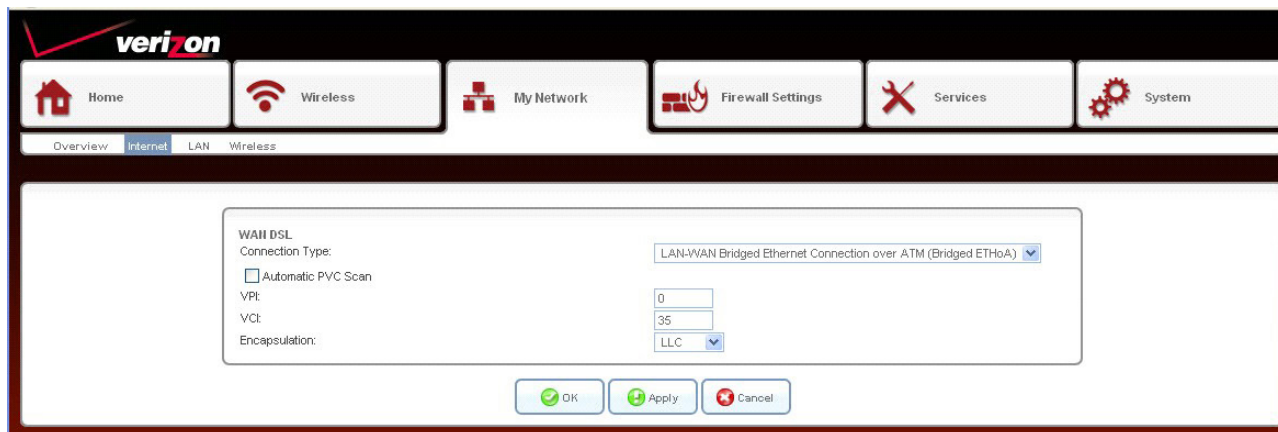 verizon
Home
Wireless
My Network
Firewall Settings
Services
System
Overview Internet LAN Wireless
WAN DSL
Connection Type: LAN-WAN Bridged Ethernet Connection over ATM (Bridged ETHoA)
Automatic PVC Scan
VPI: 0
VCI: 35
Encapsulation: LLC
OK Apply Cancel